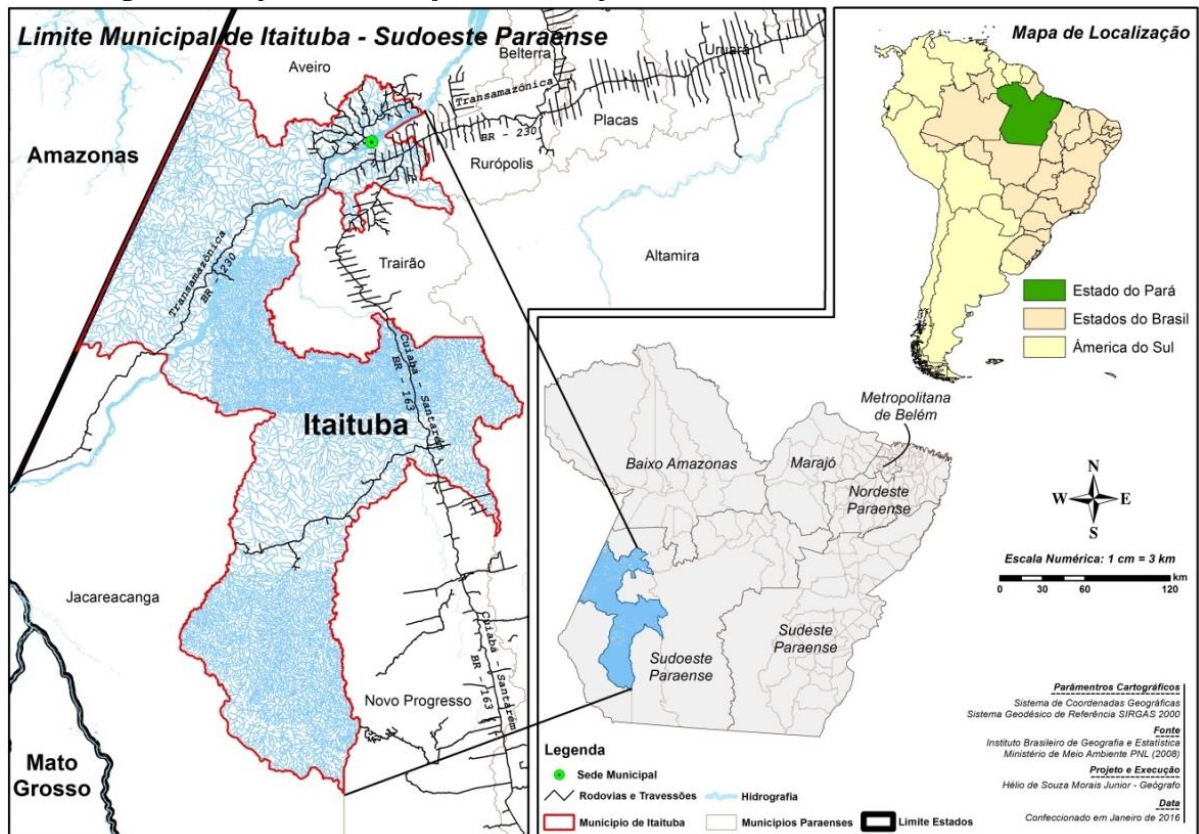 Limite Municipal de Itaituba - Sudoeste Paraense
Aveiro
Belterra
Uruará
Transamazônica
BR - 230
Placas
Rurópolis
Amazonas
Altamira
Trairão
Transamazônica
BR - 230
Cuiabá - Santarém
BR - 163
Itaituba
Jacareacanga
Novo Progresso
Cuiabá - Santarém
BR - 163
Mato
Grosso
Mapa de Localização
Estado do Pará
Estados do Brasil
Ámerica do Sul
Metropolitana
de Belém
Baixo Amazonas
Marajó
Nordeste
Paraense
Sudeste
Paraense
Sudoeste
Paraense
N
W
E
S
Escala Numérica: 1 cm = 3 km
km
0 30 60 120
Parâmentros Cartográficos
Sistema de Coordenadas Geográficas
Sistema Geodésico de Referência SIRGAS 2000
Fonte
Instituto Brasileiro de Geografia e Estatística
Ministério de Meio Ambiente PNL (2008)
Projeto e Execução
Hélio de Souza Morais Junior - Geógrafo
Data
Confeccionado em Janeiro de 2016
Legenda
Sede Municipal
Rodovias e Travessões
Hidrografia
Municipio de Itaituba
Municipios Paraenses
Limite Estados